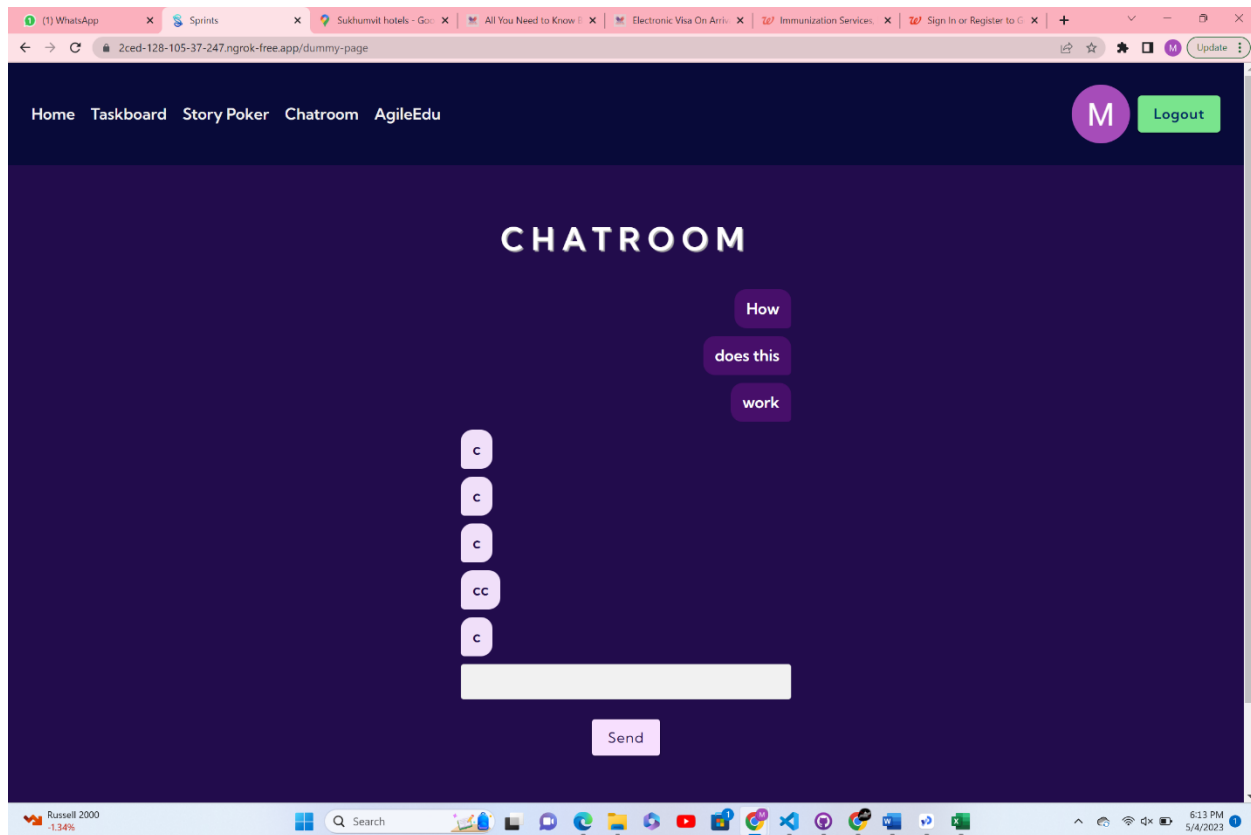 (1) WhatsApp
Sprints
Sukhumvit hotels - Goo
All You Need to Know
Electronic Visa On Arriv
Immunization Services,
Sign In or Register to G
2ced-128-105-37-247.ngrok-free.app/dummy-page
M
Update
Home Taskboard Story Poker Chatroom AgileEdu
M
Logout
CHATROOM
How
does this
work
c
c
c
cc
c
Send
Russell 2000
-1.34%
Search
6:13 PM
5/4/2023
1